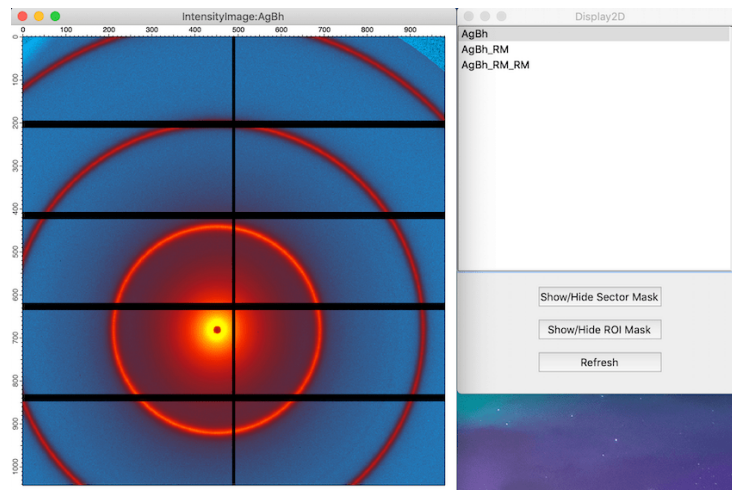 IntensityImage:AgBh
0 100 200 300 400 500 600 700 800 900
0
100
200
300
400
500
600
700
800
900
1000
Display2D
AgBh
AgBh_RM
AgBh_RM_RM
Show/Hide Sector Mask
Show/Hide ROI Mask
Refresh